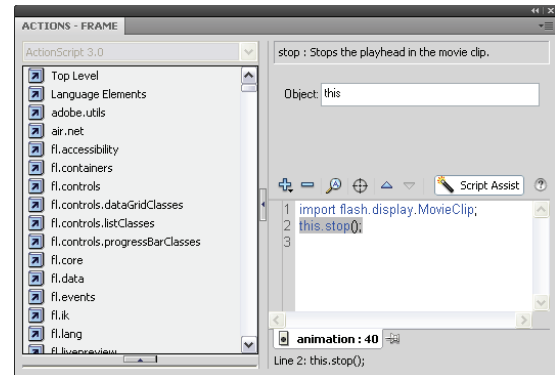 ACTIONS - FRAME
ActionScript 3.0
Top Level
Language Elements
adobe.utils
air.net
fl.accessibility
fl.containers
fl.controls
fl.controls.dataGridClasses
fl.controls.listClasses
fl.controls.progressBarClasses
fl.core
fl.data
fl.events
fl.ik
fl.lang
fl.livepreview
stop : Stops the playhead in the movie clip.
Object: this
Script Assist
1 import flash.display.MovieClip;
2 this.stop();
3
animation : 40
Line 2: this.stop();